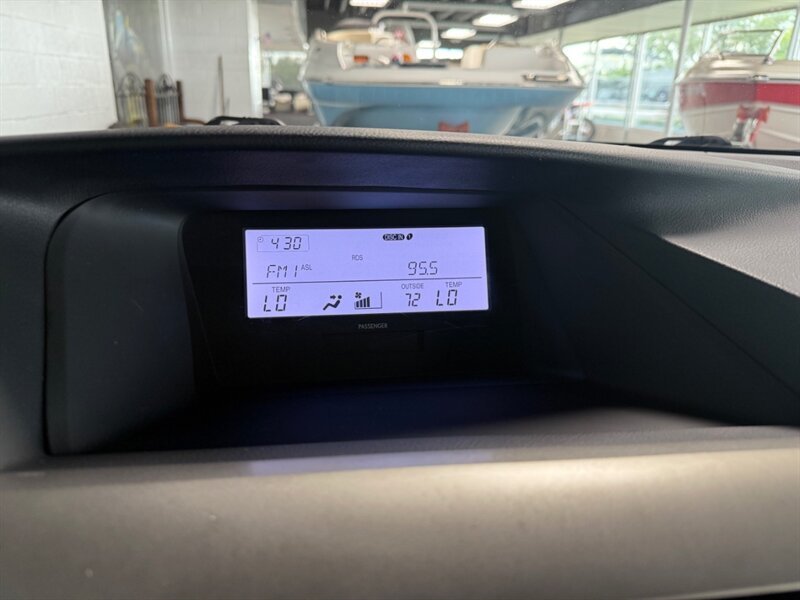 4:30 DISC IN 1
RDS
FM1 ASL 95.5
TEMP OUTSIDE TEMP
LO 72 LO
PASSENGER